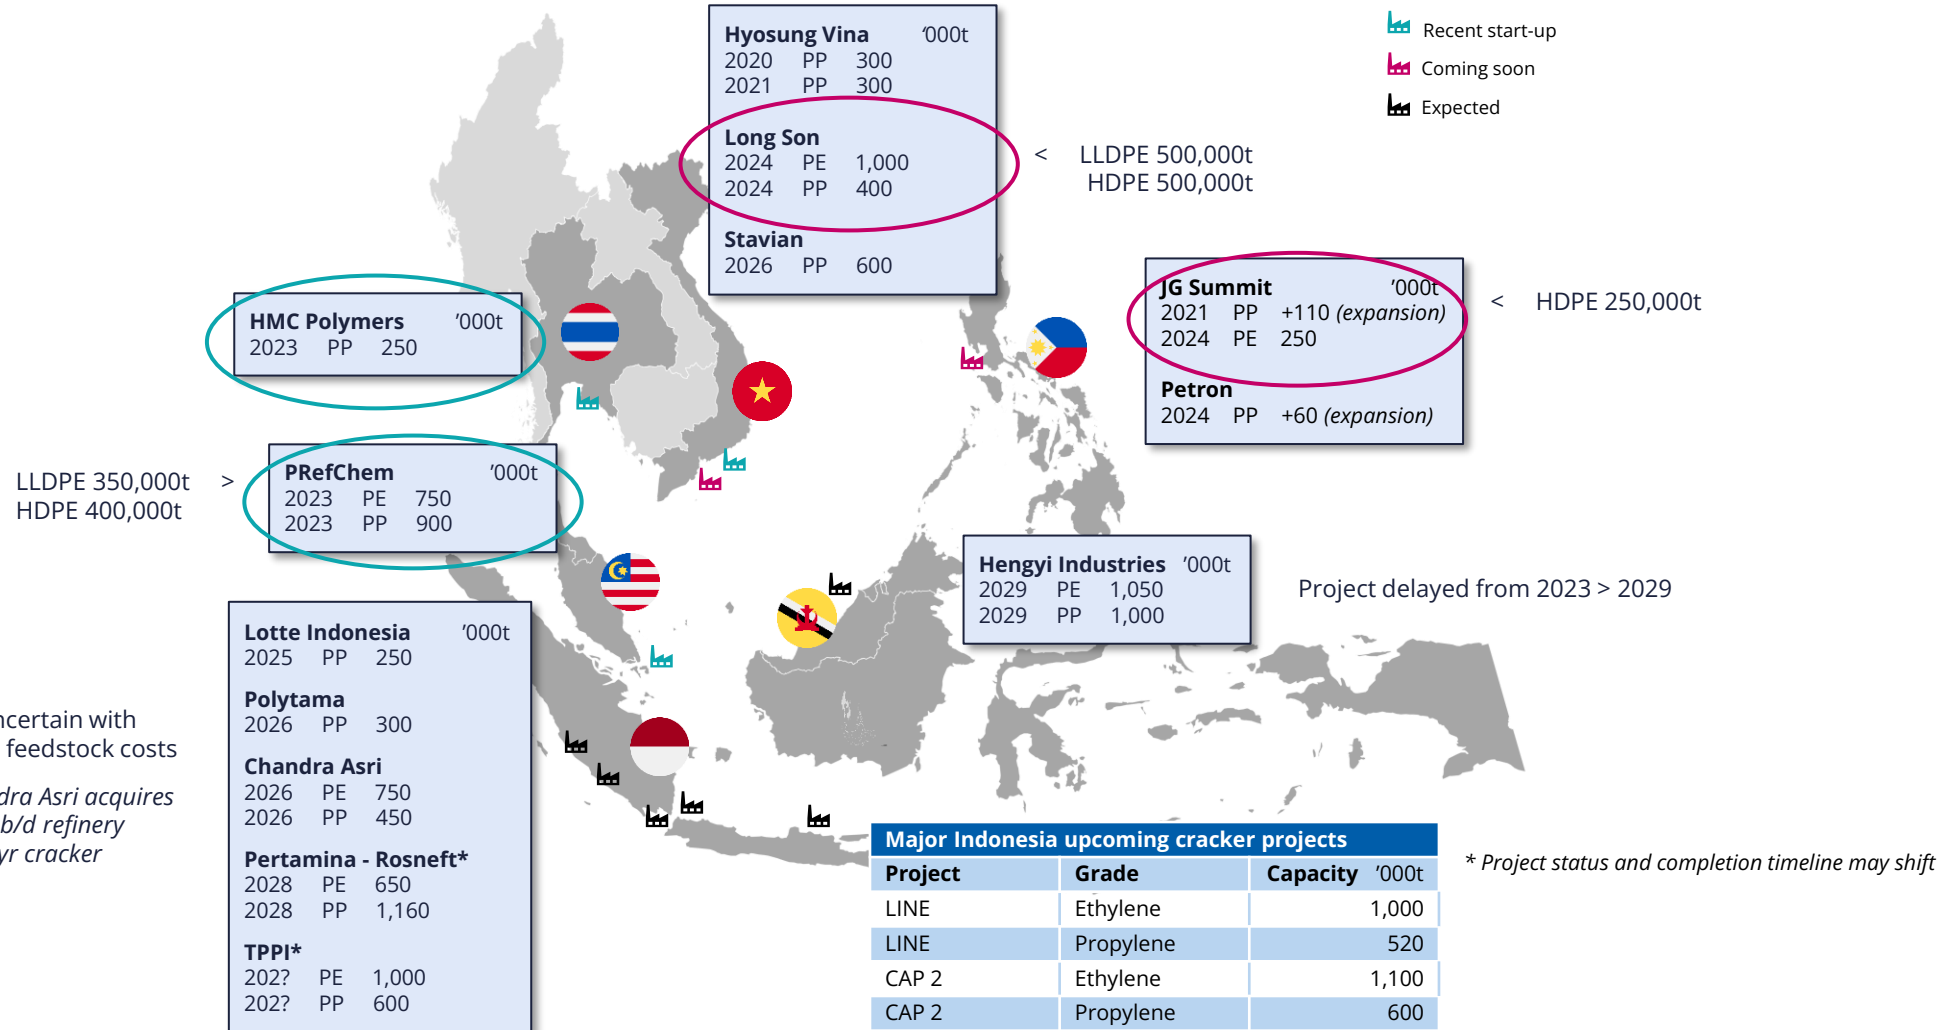 Recent start-up
Coming soon
Expected
Hyosung Vina '000t
2020 PP 300
2021 PP 300
Long Son
2024 PE 1,000
2024 PP 400
Stavian
2026 PP 600
< LLDPE 500,000t
HDPE 500,000t
JG Summit '000t
2021 PP +110 (expansion)
2024 PE 250
Petron
2024 PP +60 (expansion)
< HDPE 250,000t
HMC Polymers '000t
2023 PP 250
LLDPE 350,000t >
HDPE 400,000t
PRefChem '000t
2023 PE 750
2023 PP 900
Hengyi Industries '000t
2029 PE 1,050
2029 PP 1,000
Project delayed from 2023 > 2029
Lotte Indonesia '000t
2025 PP 250
Polytama
2026 PP 300
Chandra Asri
2026 PE 750
2026 PP 450
Pertamina - Rosneft*
2028 PE 650
2028 PP 1,160
TPPI*
202? PE 1,000
202? PP 600
with
feedstock costs
Asri acquires
b/d refinery
cracker
Major Indonesia upcoming cracker projects
Project Grade Capacity '000t
LINE Ethylene 1,000
LINE Propylene 520
CAP 2 Ethylene 1,100
CAP 2 Propylene 600
* Project status and completion timeline may shift